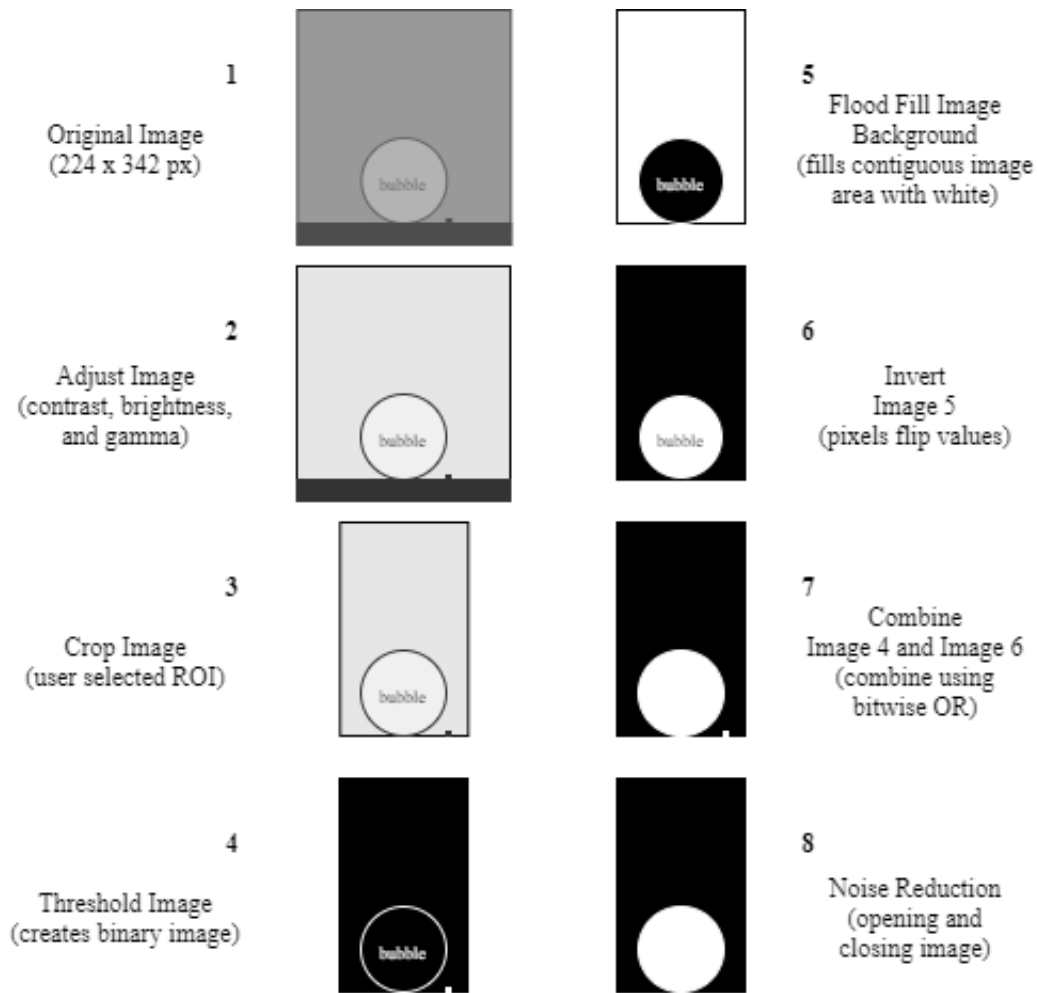 1
Original Image
(224 x 342 px)
bubble
2
Adjust Image
(contrast, brightness,
and gamma)
bubble
3
Crop Image
(user selected ROI)
bubble
4
Threshold Image
(creates binary image)
bubble
5
Flood Fill Image
Background
(fills contiguous image
area with white)
bubble
6
Invert
Image 5
(pixels flip values)
bubble
7
Combine
Image 4 and Image 6
(combine using
bitwise OR)
8
Noise Reduction
(opening and
closing image)